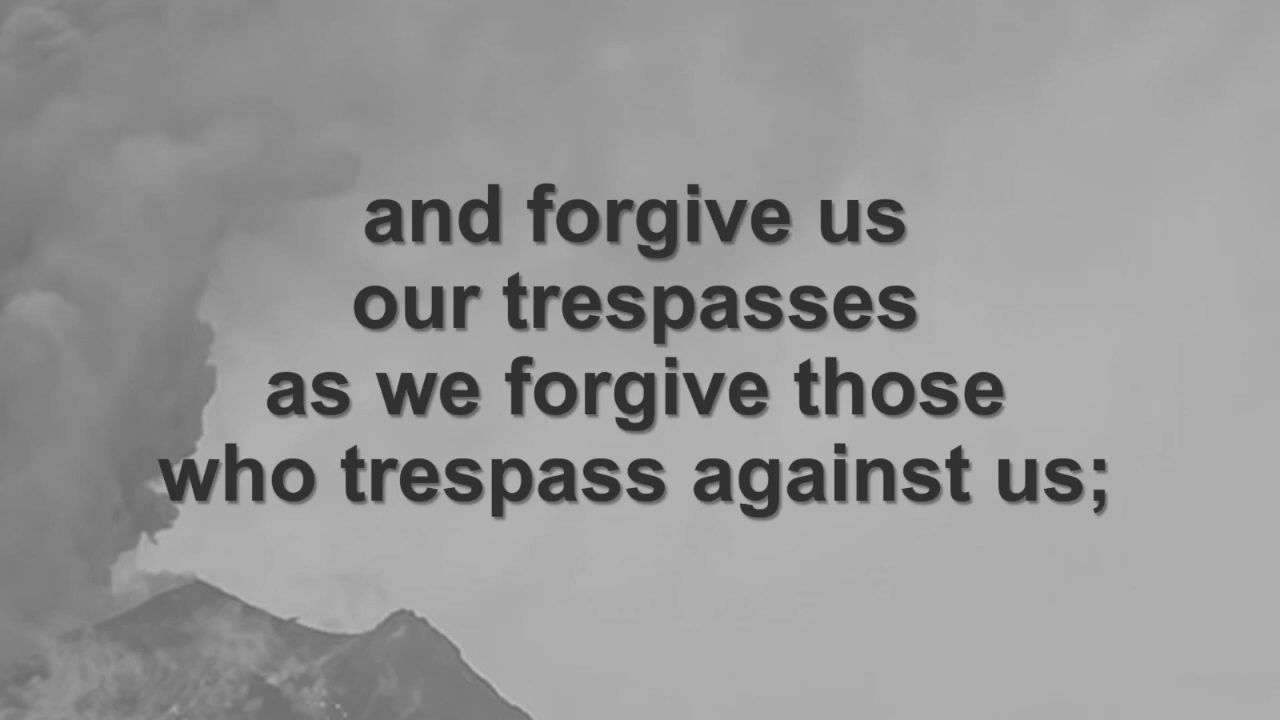 and forgive us
our trespasses
as we forgive those
who trespass against us;